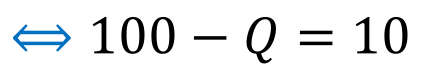 ⟺ 100 − Q = 10